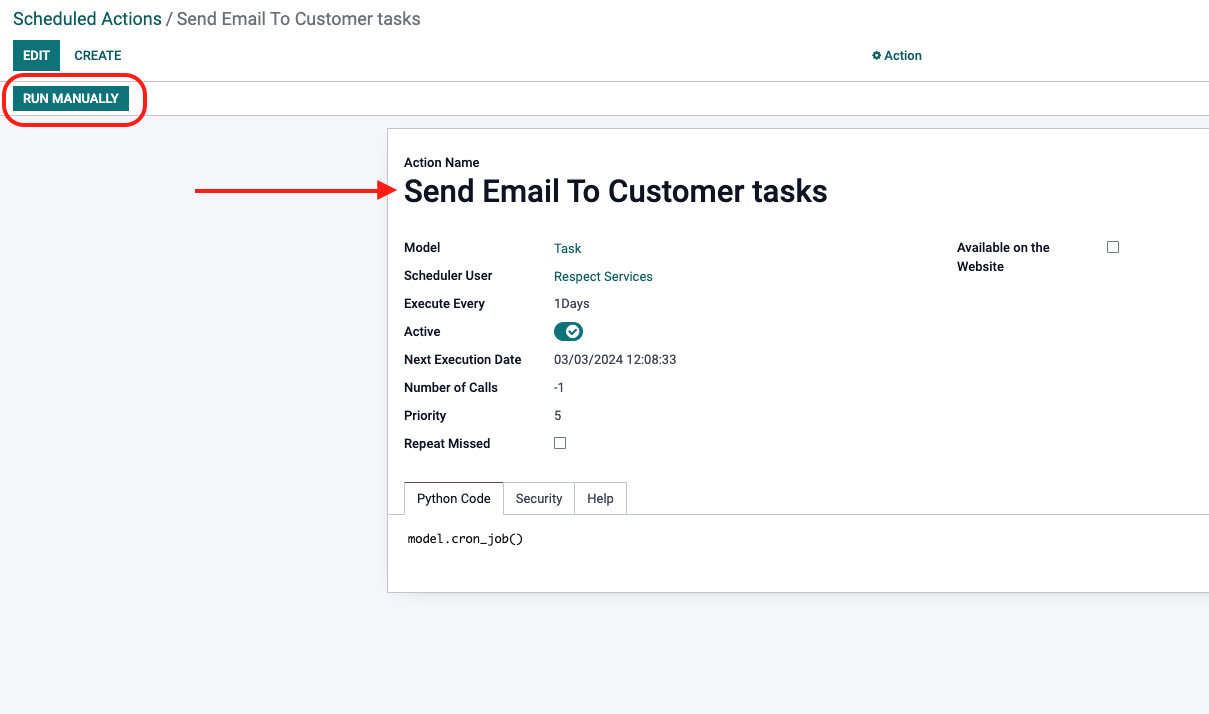 Scheduled Actions / Send Email To Customer tasks
EDIT CREATE Action
RUN MANUALLY
Action Name
Send Email To Customer tasks
Model Task
Available on the Website
Scheduler User Respect Services
Execute Every 1Days
Active
Next Execution Date 03/03/2024 12:08:33
Number of Calls -1
Priority 5
Repeat Missed
Python Code Security Help
model.cron_job()